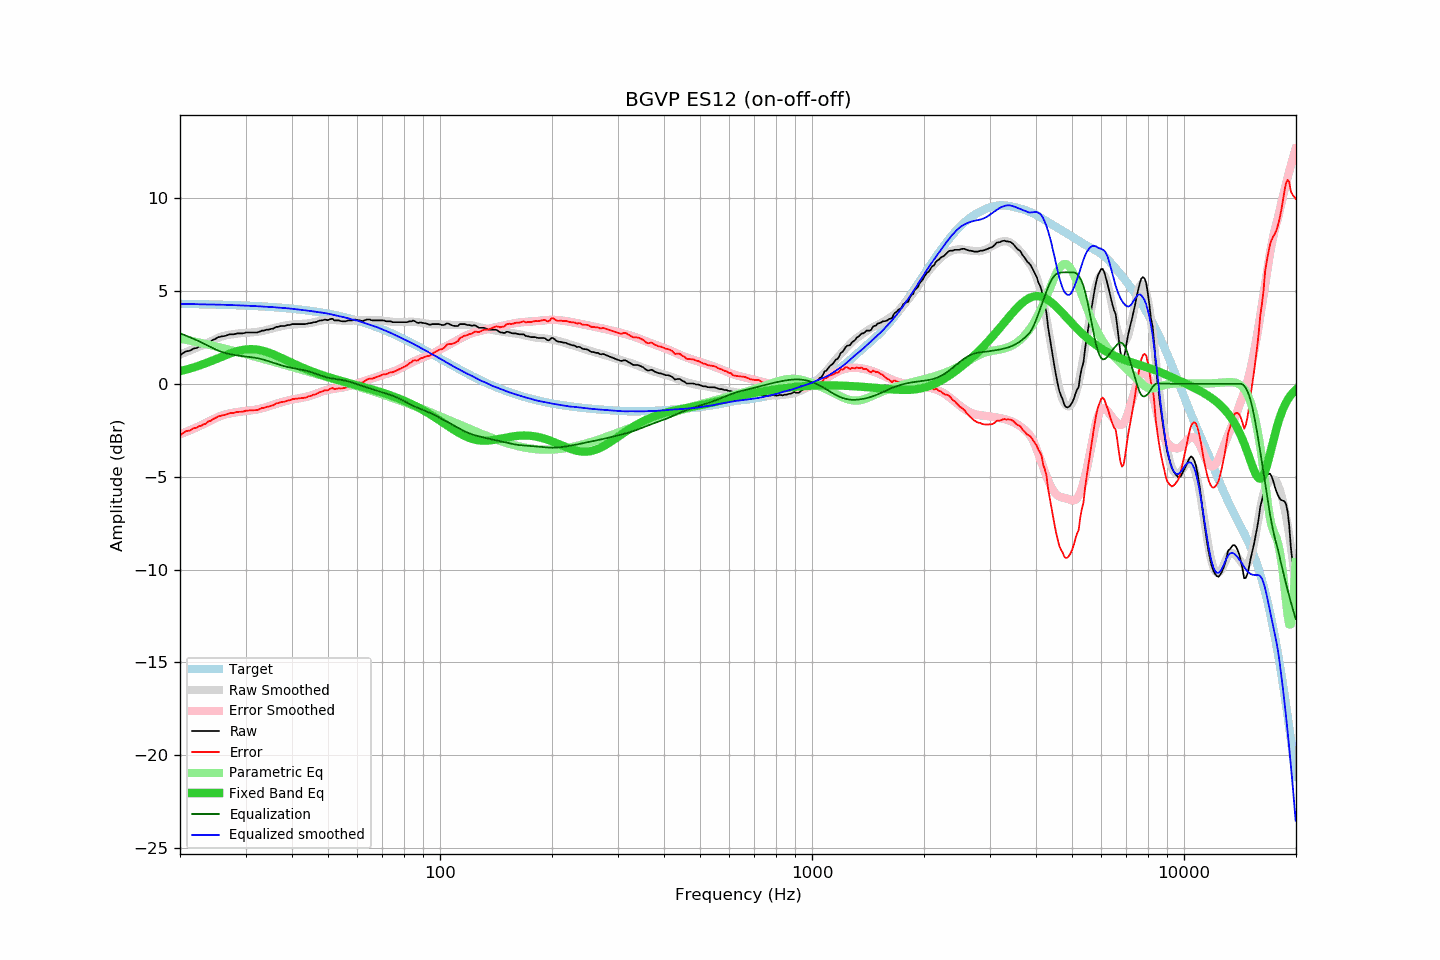 BGVP ES12 (on-off-off)
Amplitude (dBr)
10
5
0
−5
−10
−15
−20
−25
Target
Raw Smoothed
Error Smoothed
Raw
Error
Parametric Eq
Fixed Band Eq
Equalization
Equalized smoothed
100
1000
10000
Frequency (Hz)